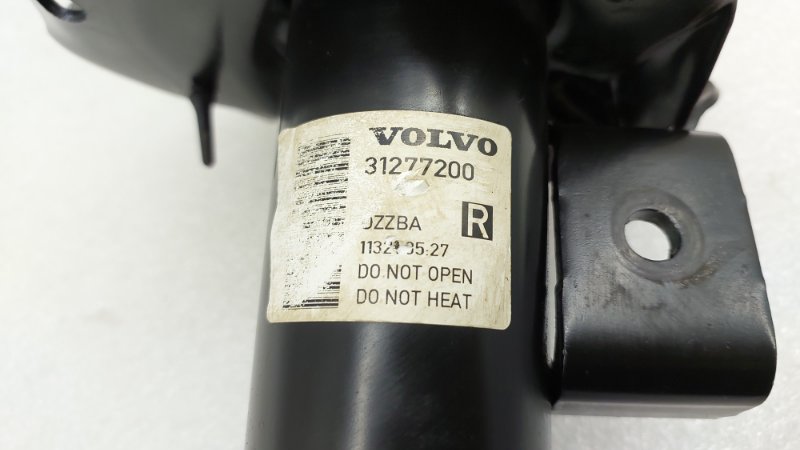 VOLVO
31277200
R
DO NOT OPEN
DO NOT HEAT